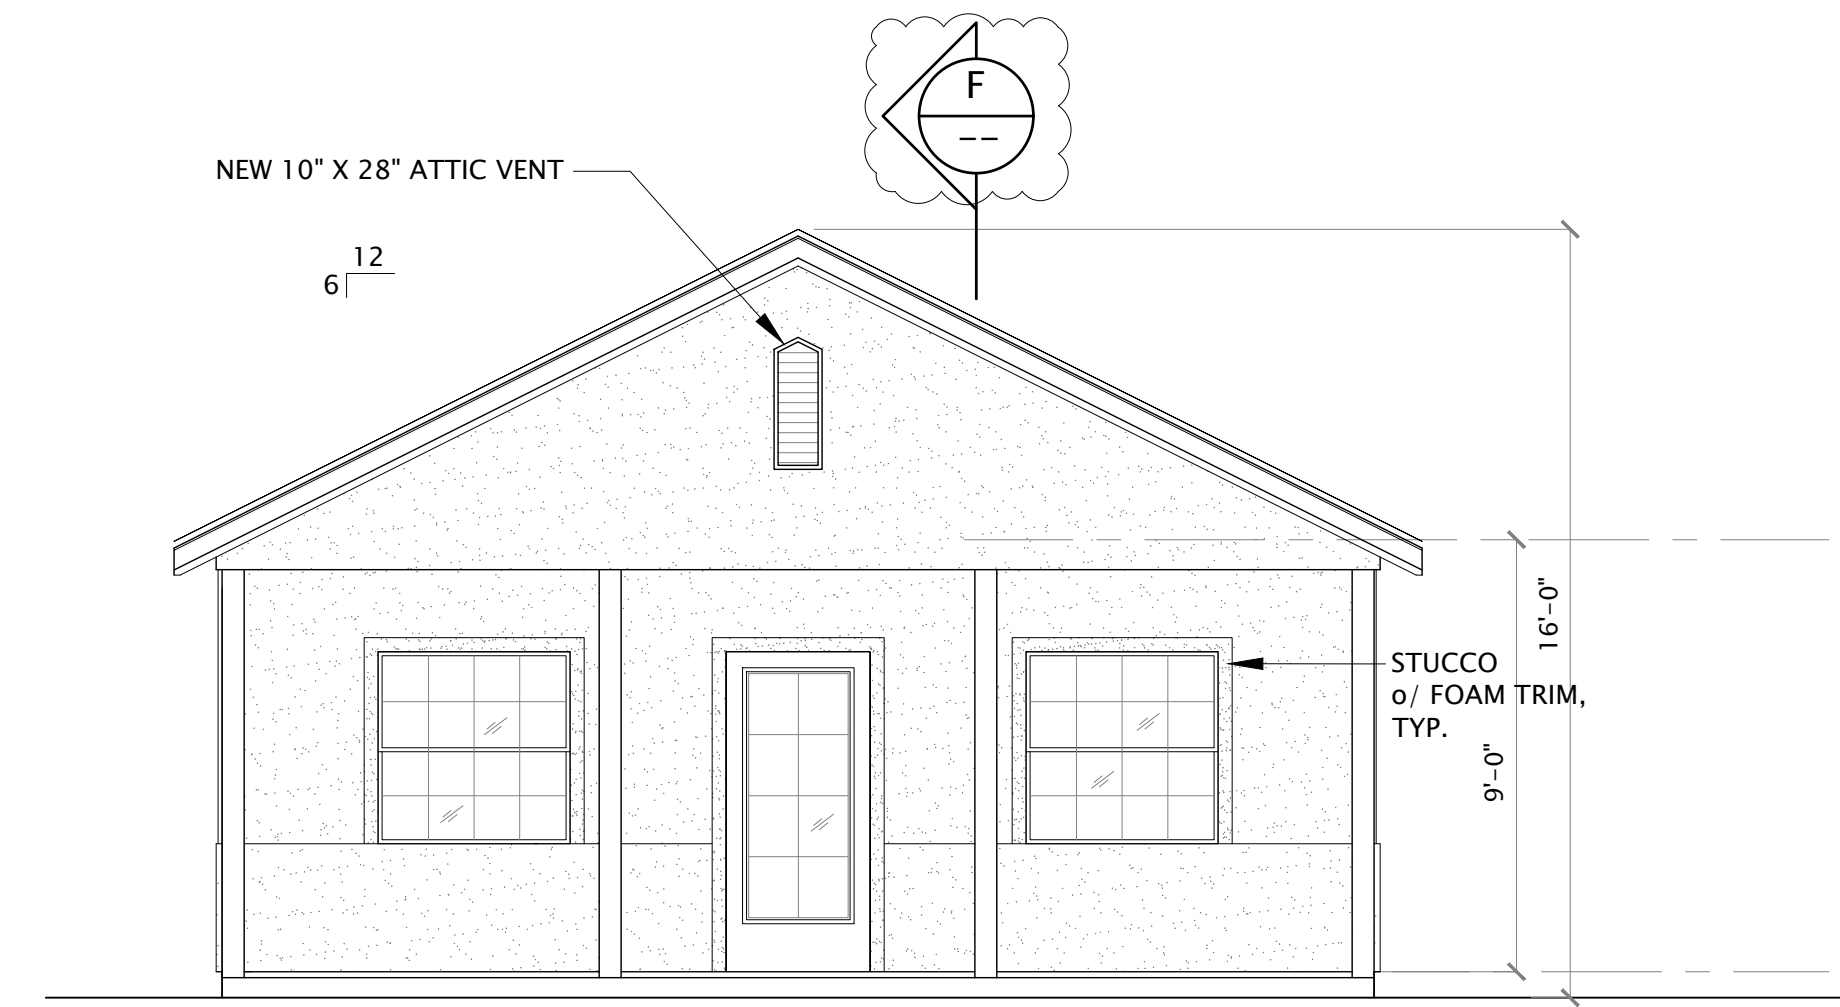 F
--
NEW 10" X 28" ATTIC VENT
12
6
16'-0"
STUCCO
o/ FOAM TRIM,
TYP.
9'-0"